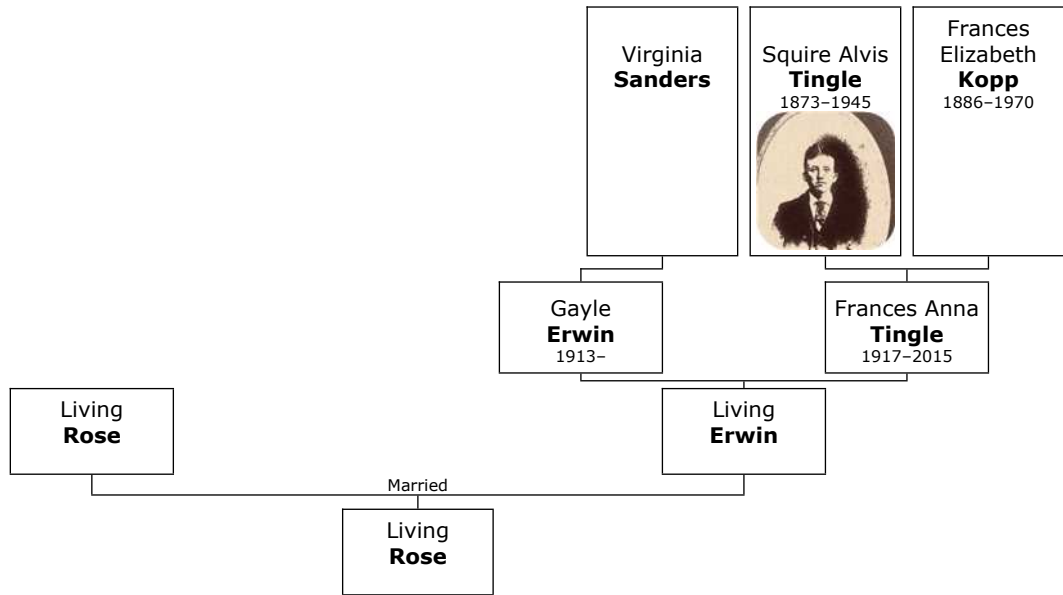 Virginia
Sanders
Squire Alvis
Tingle
1873–1945
Frances
Elizabeth
Kopp
1886–1970
Gayle
Erwin
1913–
Frances Anna
Tingle
1917–2015
Living
Rose
Living
Erwin
Married
Living
Rose